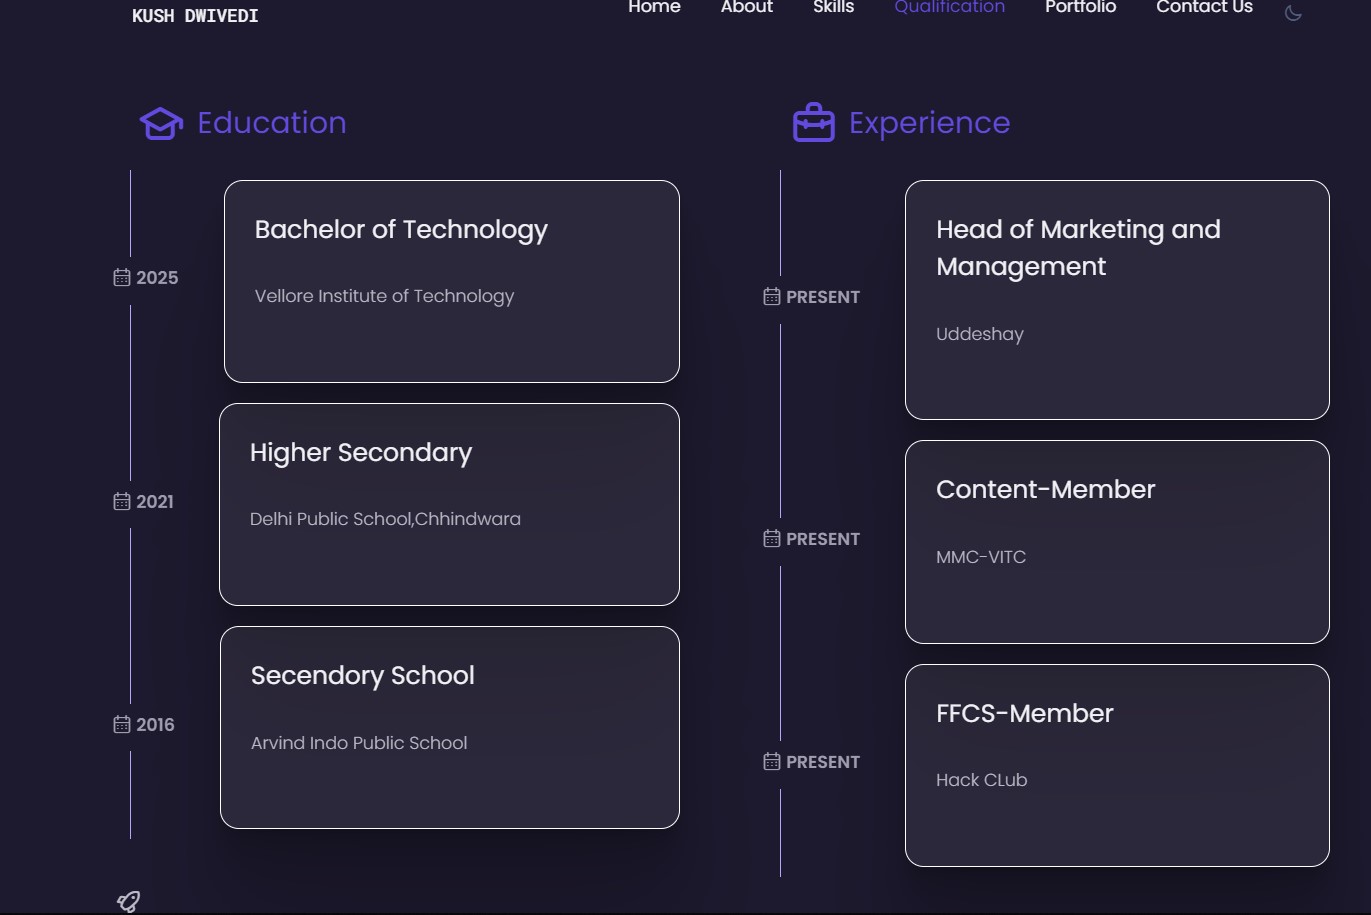 KUSH DWIVEDI
Home About Skills Qualification Portfolio Contact Us
Education
2025
Bachelor of Technology
Vellore Institute of Technology
2021
Higher Secondary
Delhi Public School,Chhindwara
2016
Secendory School
Arvind Indo Public School
Experience
PRESENT
Head of Marketing and
Management
Uddeshay
PRESENT
Content-Member
MMC-VITC
PRESENT
FFCS-Member
Hack CLub